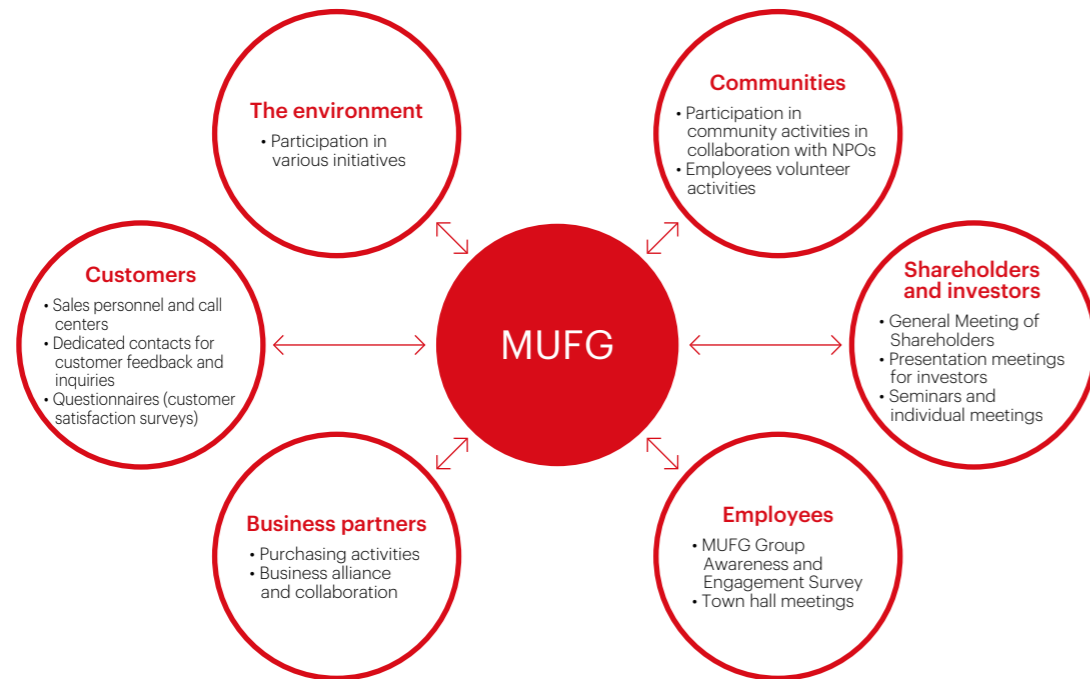 The environment
• Participation in
various initiatives
Communities
• Participation in
community activities in
collaboration with NPOs
• Employees volunteer
activities
Customers
• Sales personnel and call
centers
• Dedicated contacts for
customer feedback and
inquiries
• Questionnaires (customer
satisfaction surveys)
MUFG
Shareholders
and investors
• General Meeting of
Shareholders
• Presentation meetings
for investors
• Seminars and
individual meetings
Business partners
• Purchasing activities
• Business alliance
and collaboration
Employees
• MUFG Group
Awareness and
Engagement Survey
• Town hall meetings